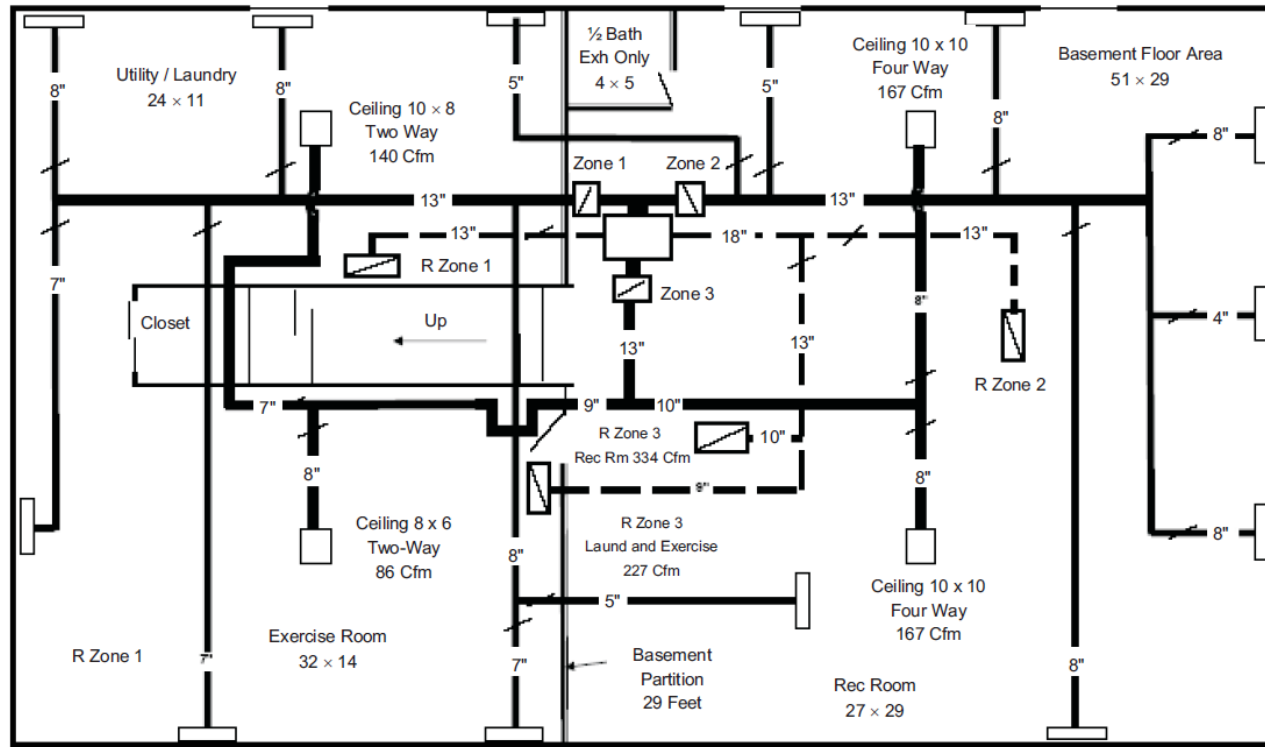 ½ Bath
Exh Only
4 × 5
Ceiling 10 x 10
Four Way
167 Cfm
Basement Floor Area
51 × 29
Utility / Laundry
24 × 11
8"
8"
5"
5"
8"
8"
Ceiling 10 × 8
Two Way
140 Cfm
Zone 1
Zone 2
13"
13"
13"
18"
13"
R Zone 1
7"
Zone 3
8"
4"
Closet
Up
13"
13"
R Zone 2
7"
9"
10"
R Zone 3
Rec Rm 334 Cfm
10"
8"
8"
9"
8"
Ceiling 8 x 6
Two-Way
86 Cfm
R Zone 3
Laund and Exercise
227 Cfm
8"
Ceiling 10 x 10
Four Way
167 Cfm
5"
Exercise Room
32 × 14
R Zone 1
7"
7"
Basement
Partition
29 Feet
Rec Room
27 × 29
8"